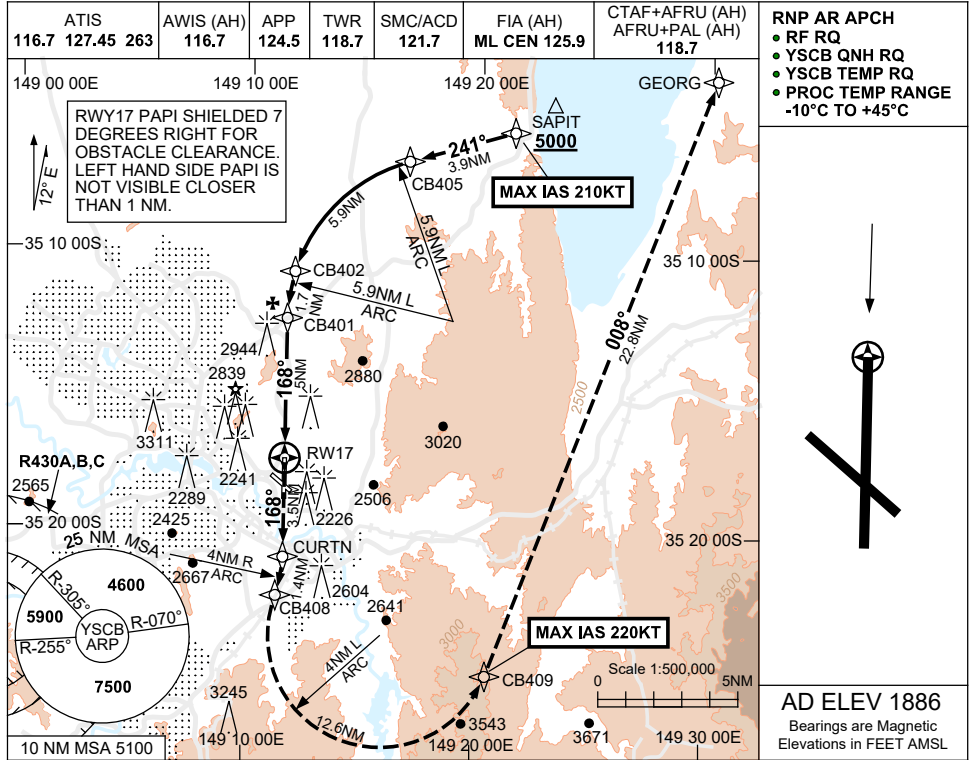 ATIS
116.7 127.45 263
AWIS (AH)
116.7
APP
124.5
TWR
118.7
SMC/ACD
121.7
FIA (AH)
ML CEN 125.9
CTAF+AFRU (AH)
AFRU+PAL (AH)
118.7
RNP AR APCH
• RF RQ
• YSCB QNH RQ
• YSCB TEMP RQ
• PROC TEMP RANGE
-10°C TO +45°C
149 00 00E
149 10 00E
149 20 00E
GEORG
RWY17 PAPI SHIELDED 7
DEGREES RIGHT FOR
OBSTACLE CLEARANCE.
LEFT HAND SIDE PAPI IS
NOT VISIBLE CLOSER
THAN 1 NM.
12° E
SAPIT
5000
241°
3.9NM
CB405
MAX IAS 210KT
5.9NM
5.9NM L
ARC
35 10 00S
35 10 00S
CB402
5.9NM L
ARC
1.7
NM
CB401
008°
22.8NM
2944
2839
2880
168°
5NM
2500
3311
3020
R430A,B,C
2565
2241
2289
RW17
2506
2226
35 20 00S
2425
168°
3.5NM
35 20 00S
25 NM MSA
4NM R
ARC
2667
CURTN
1.4NM
2604
CB408
2641
3500
3000
4600
R-305°
5900
R-070°
YSCB
ARP
R-255°
7500
4NM L
ARC
MAX IAS 220KT
CB409
Scale 1:500,000
0
5NM
3245
12.6NM
3543
3671
10 NM MSA 5100
149 10 00E
149 20 00E
149 30 00E
AD ELEV 1886
Bearings are Magnetic
Elevations in FEET AMSL